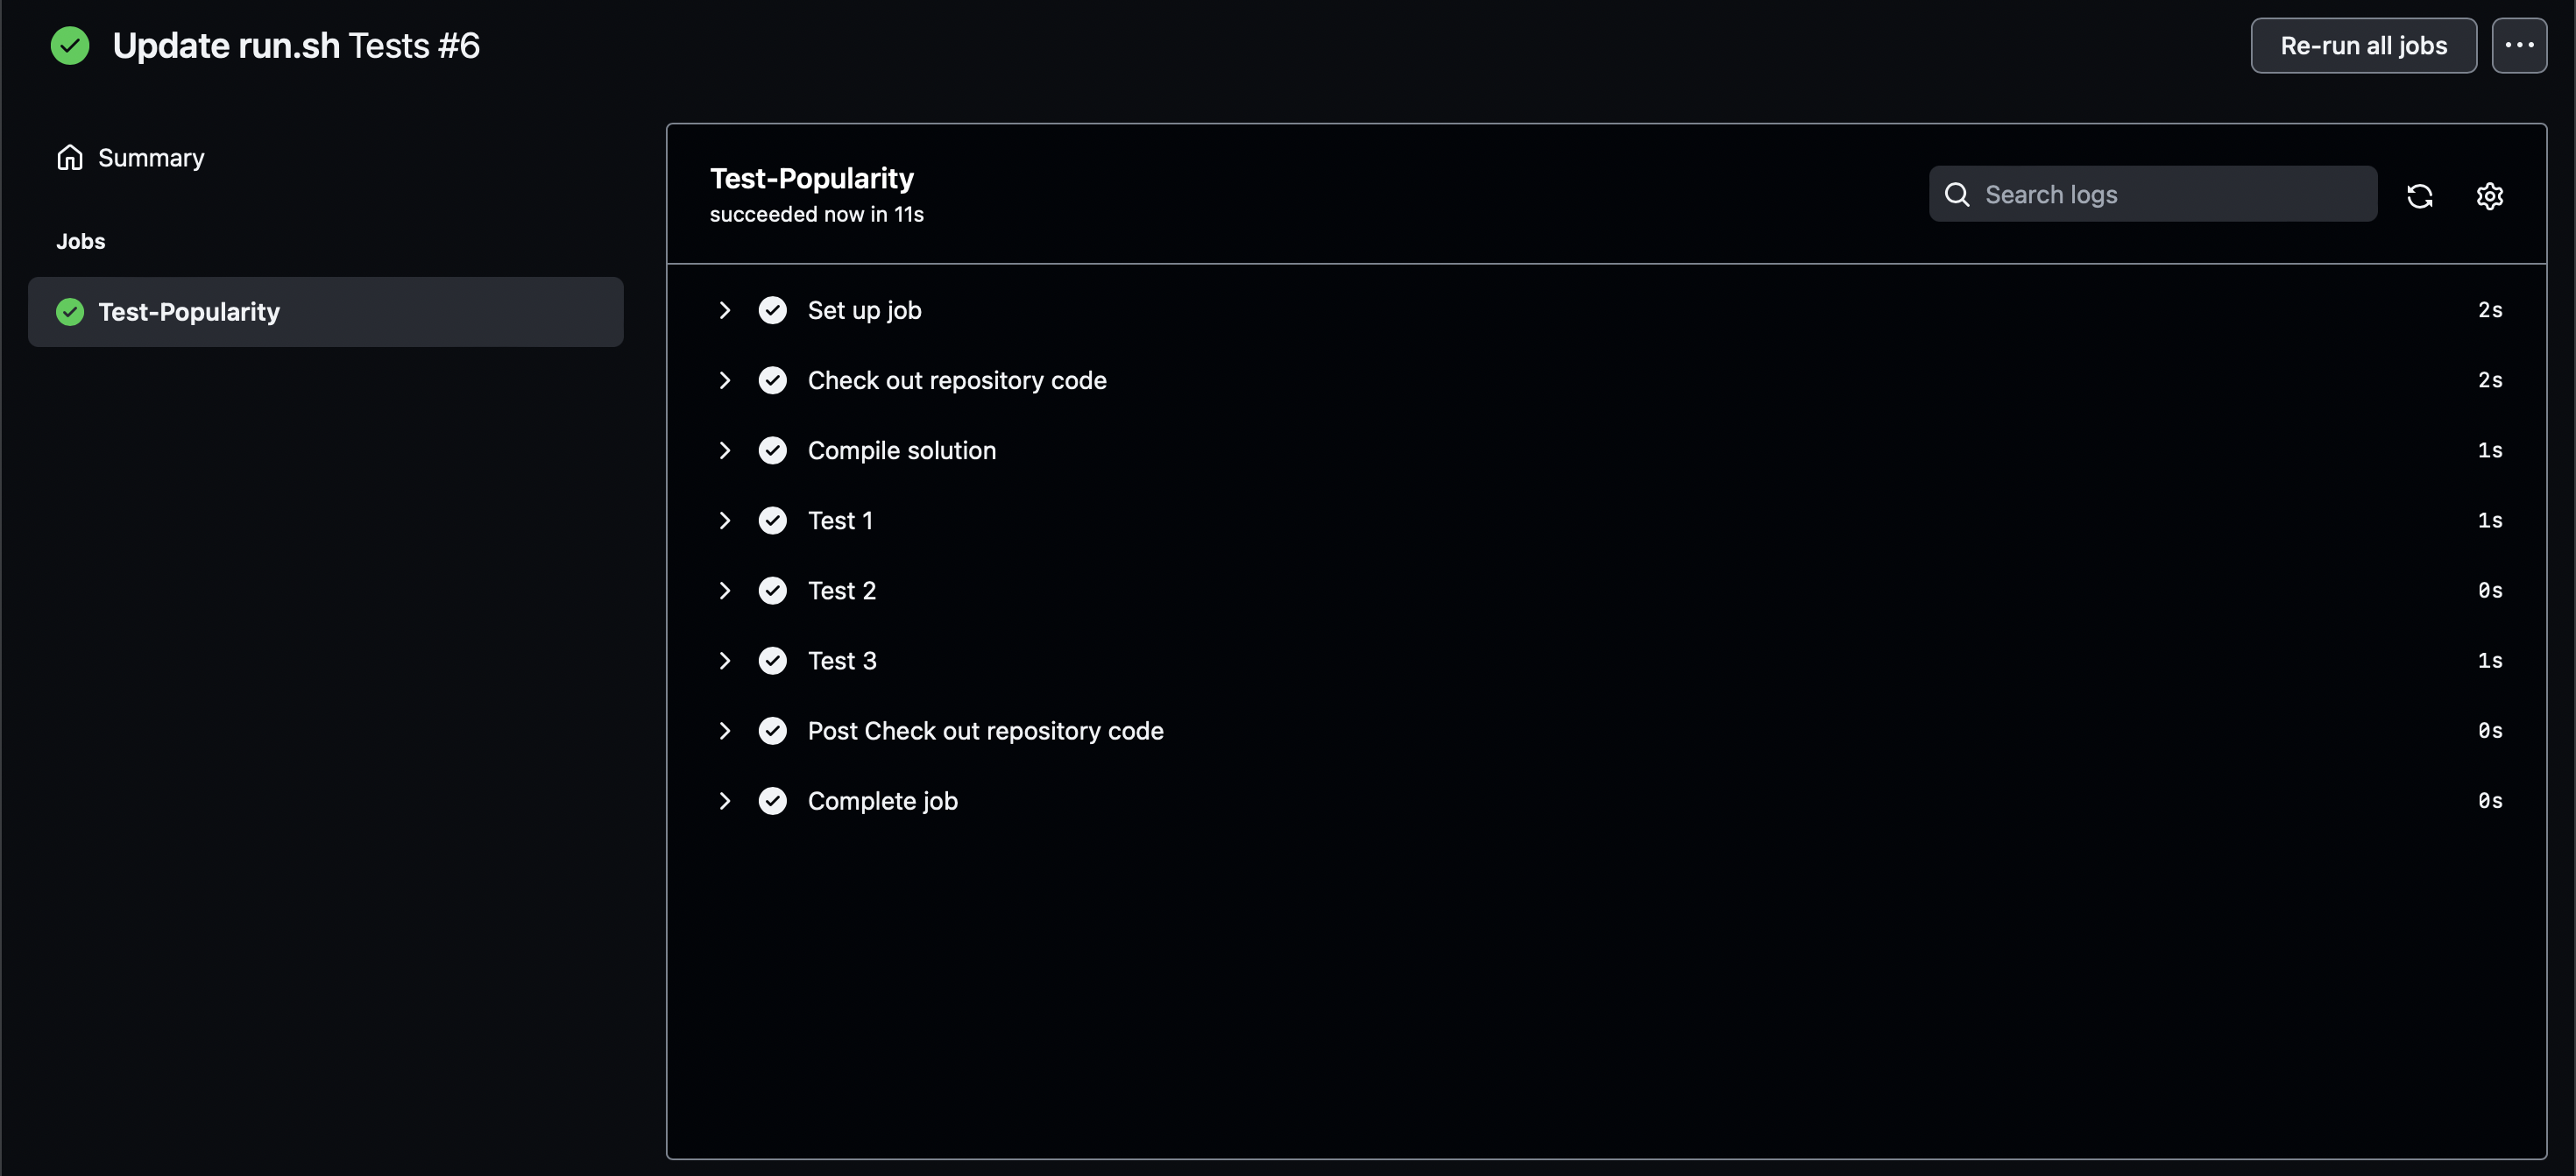 Update run.sh Tests #6
Re-run all jobs
Summary
Jobs
Test-Popularity
Test-Popularity
succeeded now in 11s
Search logs
Set up job 2s
Check out repository code 2s
Compile solution 1s
Test 1 1s
Test 2 0s
Test 3 1s
Post Check out repository code 0s
Complete job 0s